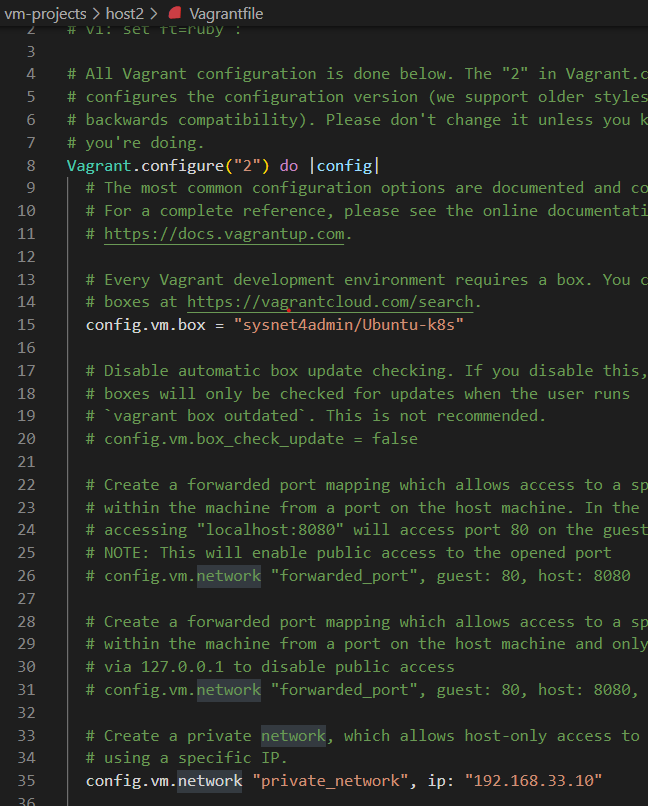 vm-projects > host2 > Vagrantfile
2 # vi: set ft=ruby :
3
4 # All Vagrant configuration is done below. The "2" in Vagrant.c
5 # configures the configuration version (we support older styles
6 # backwards compatibility). Please don't change it unless you k
7 # you're doing.
8 Vagrant.configure("2") do |config|
9 # The most common configuration options are documented and co
10 # For a complete reference, please see the online documentati
11 # https://docs.vagrantup.com.
12
13 # Every Vagrant development environment requires a box. You c
14 # boxes at https://vagrantcloud.com/search.
15 config.vm.box = "sysnet4admin/Ubuntu-k8s"
16
17 # Disable automatic box update checking. If you disable this,
18 # boxes will only be checked for updates when the user runs
19 # `vagrant box outdated`. This is not recommended.
20 # config.vm.box_check_update = false
21
22 # Create a forwarded port mapping which allows access to a sp
23 # within the machine from a port on the host machine. In the
24 # accessing "localhost:8080" will access port 80 on the guest
25 # NOTE: This will enable public access to the opened port
26 # config.vm.network "forwarded_port", guest: 80, host: 8080
27
28 # Create a forwarded port mapping which allows access to a sp
29 # within the machine from a port on the host machine and only
30 # via 127.0.0.1 to disable public access
31 # config.vm.network "forwarded_port", guest: 80, host: 8080,
32
33 # Create a private network, which allows host-only access to
34 # using a specific IP.
35 config.vm.network "private_network", ip: "192.168.33.10"
36